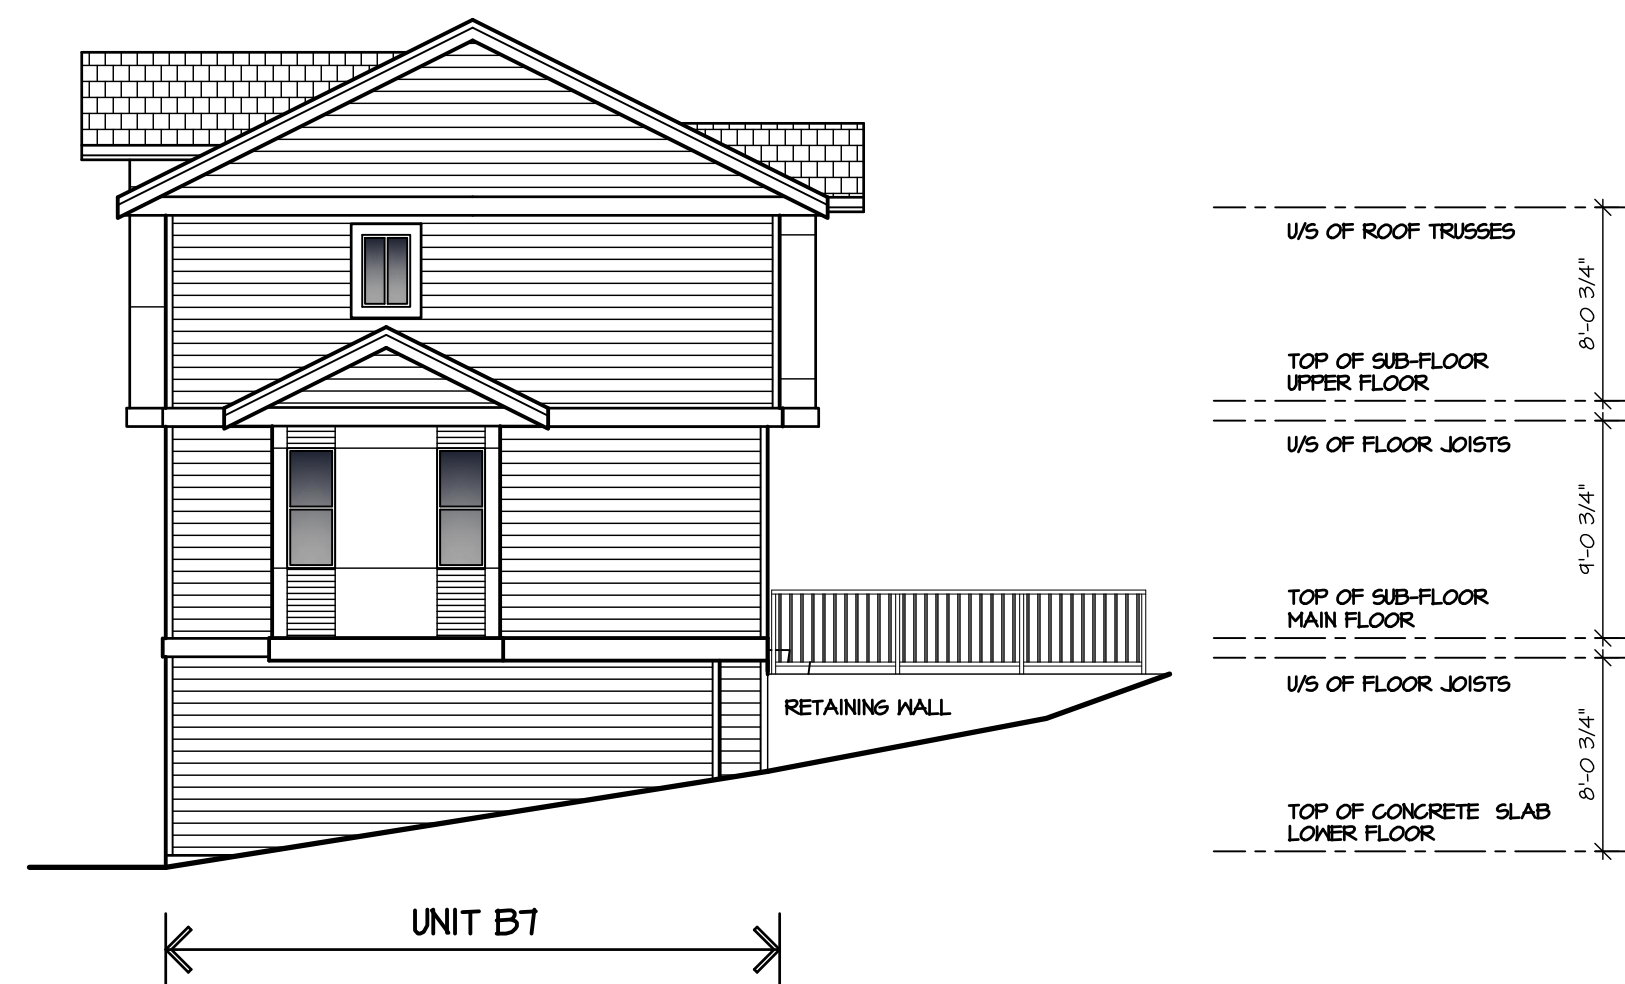 U/S OF ROOF TRUSSES
8'-0 3/4"
TOP OF SUB-FLOOR
UPPER FLOOR
U/S OF FLOOR JOISTS
9'-0 3/4"
TOP OF SUB-FLOOR
MAIN FLOOR
U/S OF FLOOR JOISTS
RETAINING WALL
8'-0 3/4"
TOP OF CONCRETE SLAB
LOWER FLOOR
UNIT B7